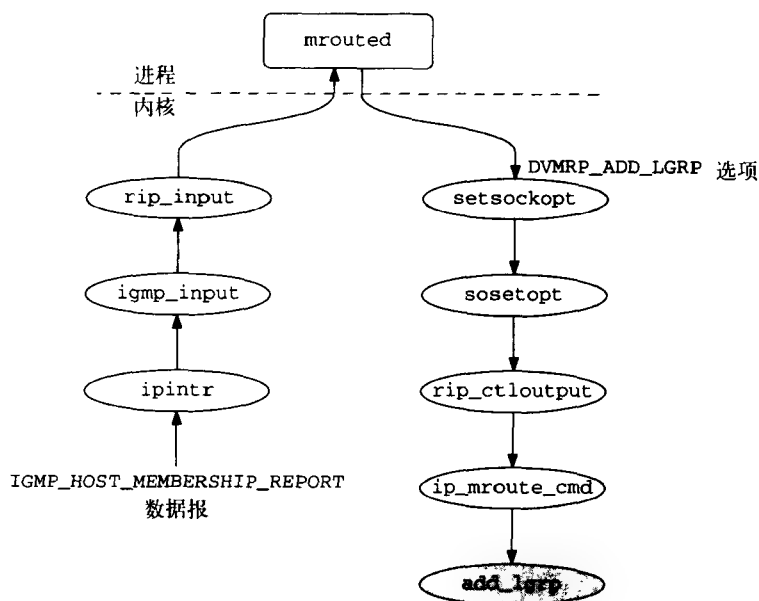 mrouted
进程
内核
DVMRP_ADD_LGRP 选项
rip_input
setsockopt
igmp_input
sosetopt
ipintr
rip_ctloutput
IGMP_HOST_MEMBERSHIP_REPORT
数据报
ip_mroute_cmd
add_lgrp